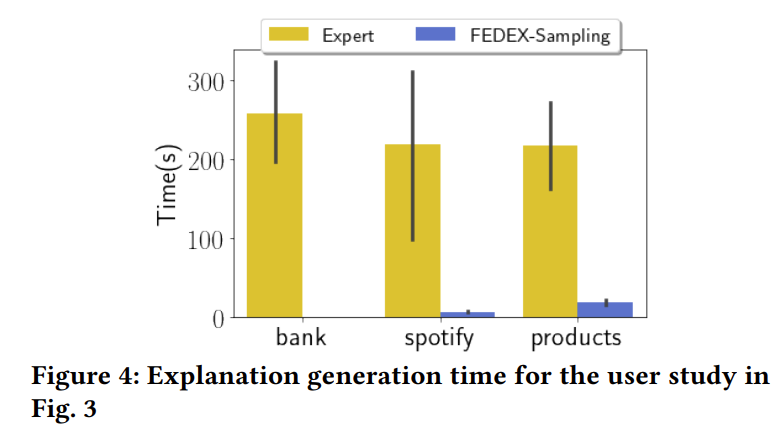 Expert FEDEX-Sampling
300
200
100
0
Time(s)
bank spotify products
Figure 4: Explanation generation time for the user study in
Fig. 3